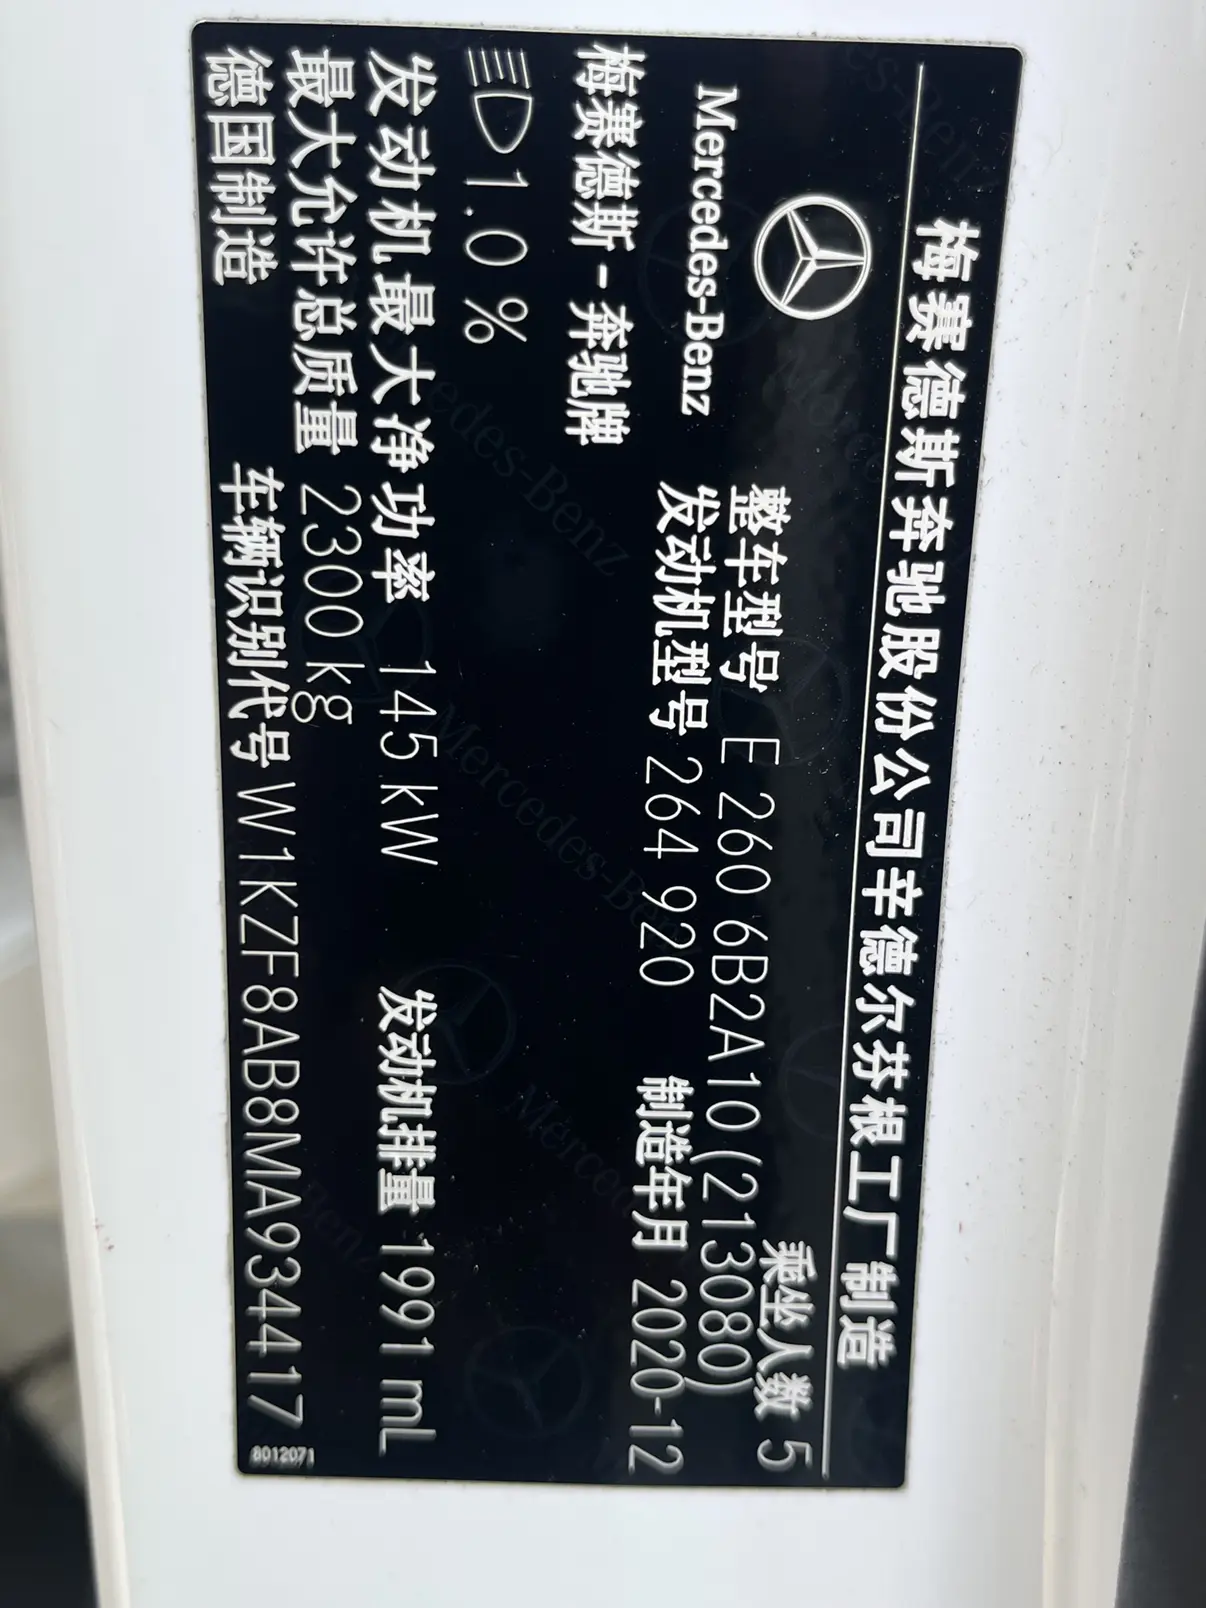 梅赛德斯奔驰股份公司辛德尔芬根工厂制造
乘坐人数 5
Mercedes-Benz
整车型号 E 260 6B2A10(213080)
发动机型号 264 920 制造年月 2020-12
梅赛德斯-奔驰牌
1.0 %
发动机最大净功率 145 kW 发动机排量 1991 mL
最大允许总质量 2300 kg
德国制造 车辆识别代号 W1KZF8AB8MA934417
8012071